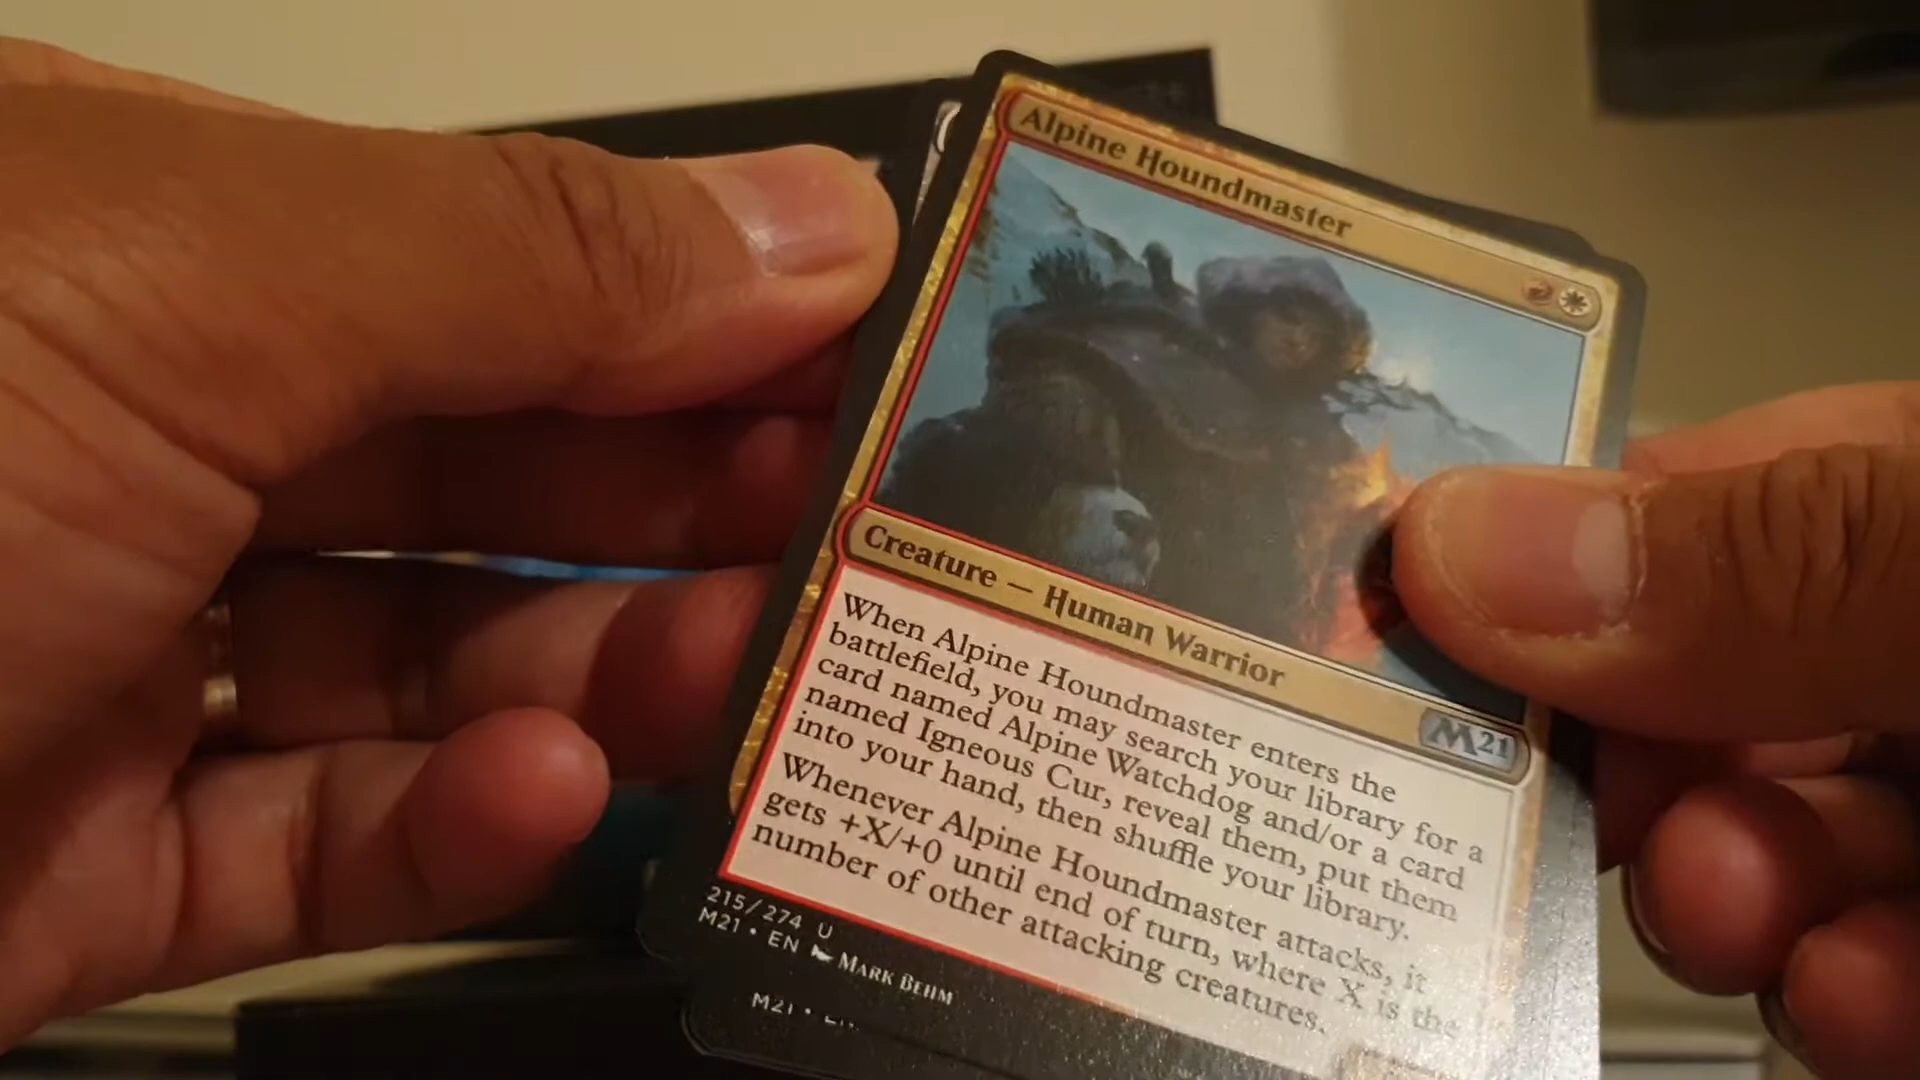 Alpine Houndmaster
Creature — Human Warrior
M21
When Alpine Houndmaster enters the
battlefield, you may search your library for a
card named Alpine Watchdog and/or a card
named Igneous Cur, reveal them, put them
into your hand, then shuffle your library.
Whenever Alpine Houndmaster attacks, it
gets +X/+0 until end of turn, where X is the
number of other attacking creatures.
215/274 U
M21 • EN MARK BEHM
M21 •